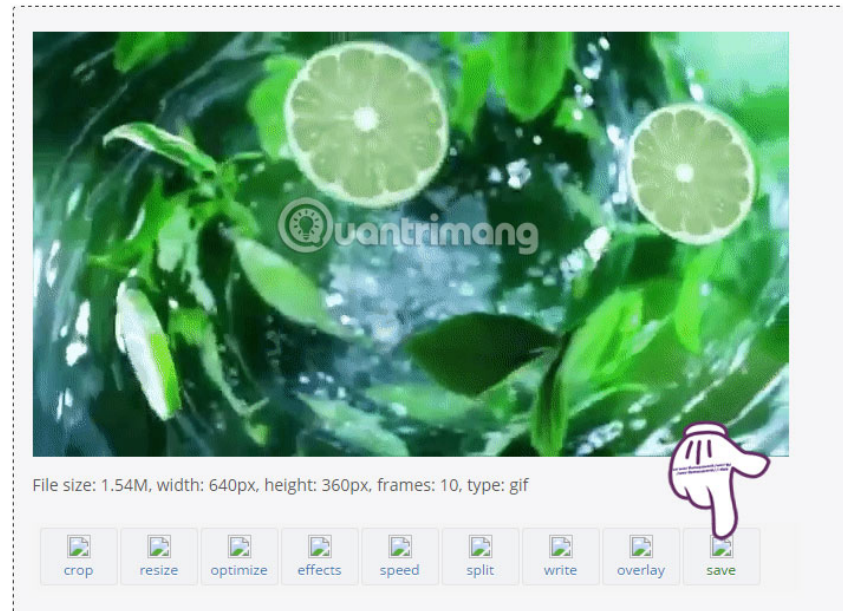 Quantrimang
File size: 1.54M, width: 640px, height: 360px, frames: 10, type: gif
crop resize optimize effects speed split write overlay save